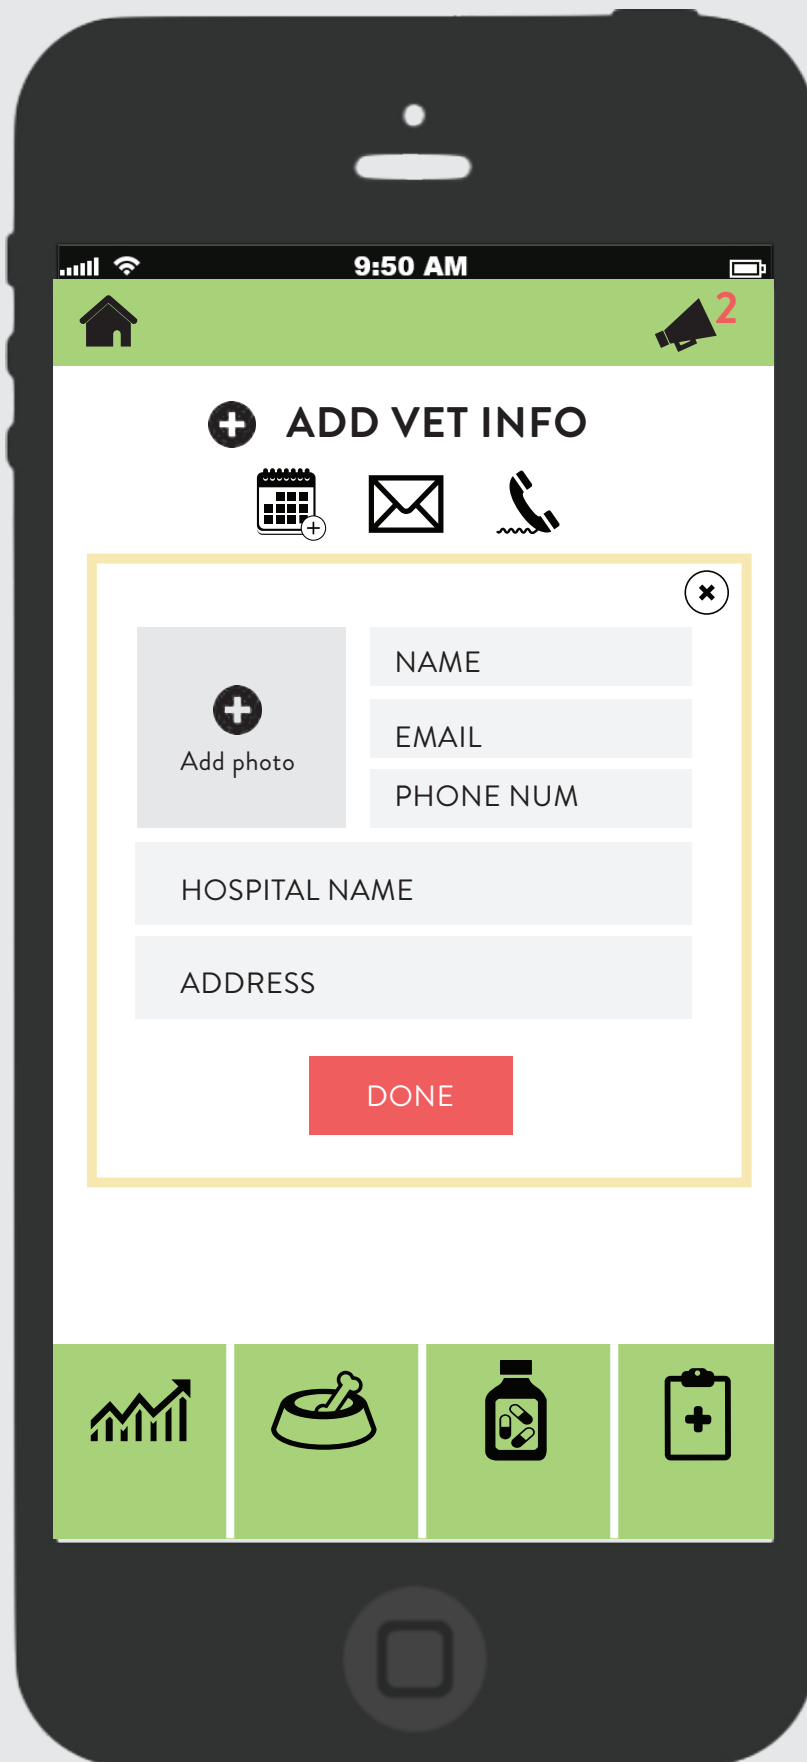 9:50 AM
2
ADD VET INFO
NAME
EMAIL
Add photo
PHONE NUM
HOSPITAL NAME
ADDRESS
DONE